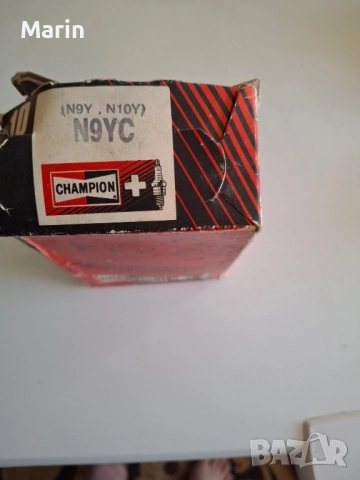 Marin
(N9Y , N10Y)
N9YC
CHAMPION
BAZAR